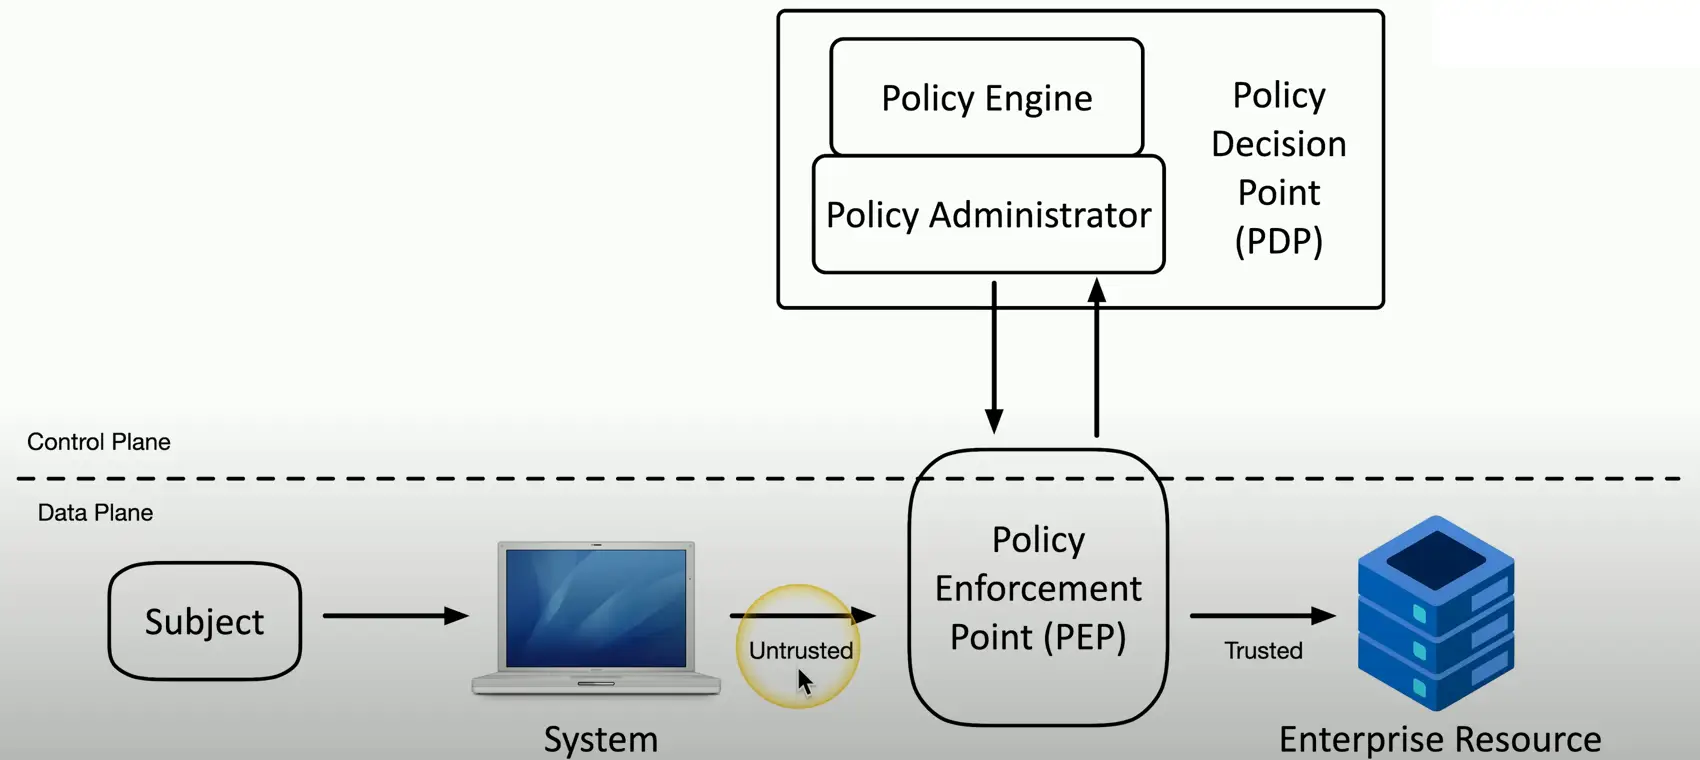 Policy Engine
Policy Administrator
Policy
Decision
Point
(PDP)
Control Plane
Data Plane
Subject
System
Untrusted
Policy
Enforcement
Point (PEP)
Trusted
Enterprise Resource